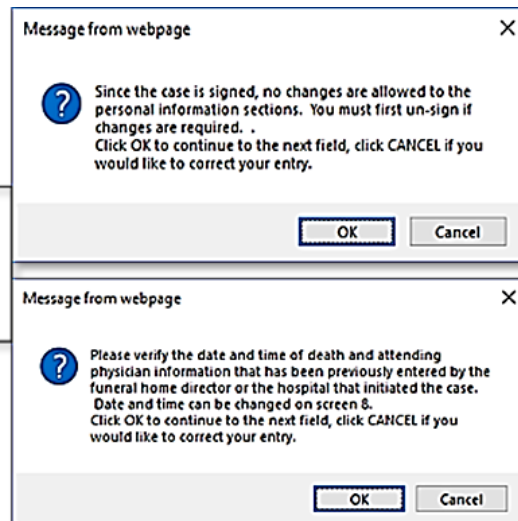 Message from webpage
Since the case is signed, no changes are allowed to the
personal information sections. You must first un-sign if
changes are required. .
Click OK to continue to the next field, click CANCEL if you
would like to correct your entry.
OK Cancel
Message from webpage
Please verify the date and time of death and attending
physician information that has been previously entered by the
funeral home director or the hospital that initiated the case.
Date and time can be changed on screen 8.
Click OK to continue to the next field, click CANCEL if you
would like to correct your entry.
OK Cancel